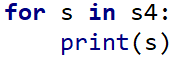 for s in s4:
    print(s)